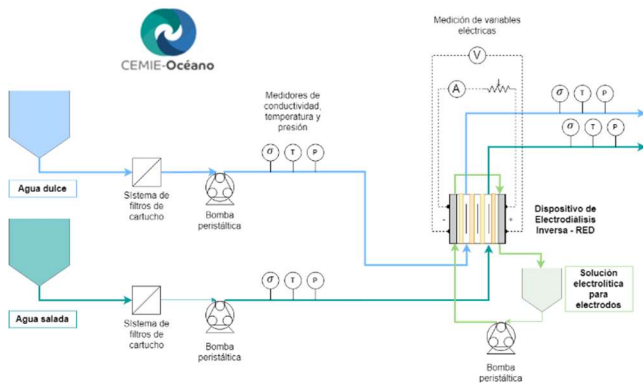 CEMIE-Océano
Medición de variables
eléctricas
V
A
Medidores de
conductividad,
temperatura y
presión
σ T P
σ T P
σ T P
Agua dulce
Sistema de
filtros de
cartucho
Bomba
peristáltica
- +
Dispositivo de
Electrodiálisis
Inversa - RED
Solución
electrolítica
para
electrodos
σ T P
Agua salada
Sistema de
filtros de
cartucho
Bomba
peristáltica
Bomba
peristáltica